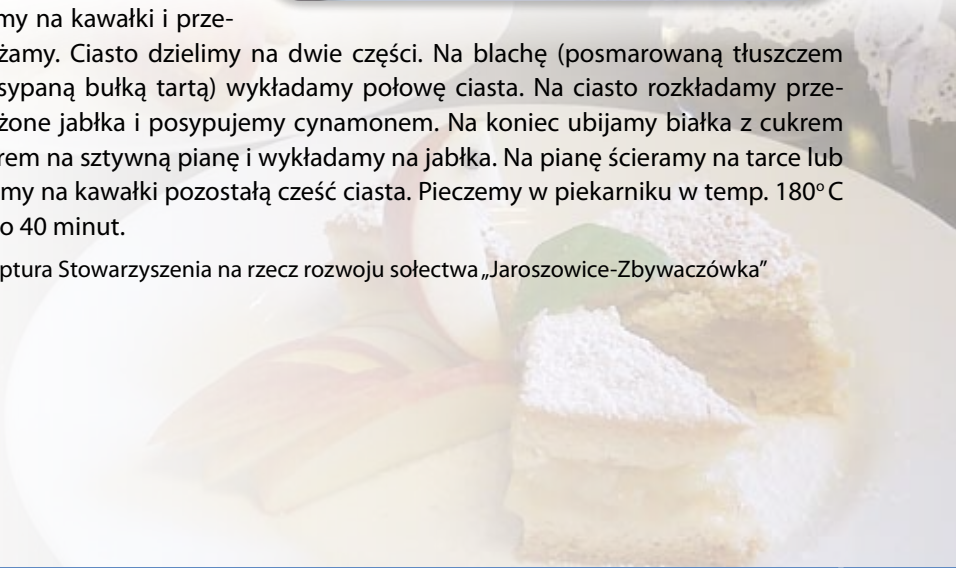 my na kawałki i prze-
żamy. Ciasto dzielimy na dwie części. Na blachę (posmarowaną tłuszczem
sypaną bułką tartą) wykładamy połowę ciasta. Na ciasto rozkładamy prze-
żone jabłka i posypujemy cynamonem. Na koniec ubijamy białka z cukrem
rem na sztywną pianę i wykładamy na jabłka. Na pianę ścieramy na tarce lub
my na kawałki pozostałą cześć ciasta. Pieczemy w piekarniku w temp. 180° C
o 40 minut.
ptura Stowarzyszenia na rzecz rozwoju sołectwa „Jaroszowice-Zbywaczówka”